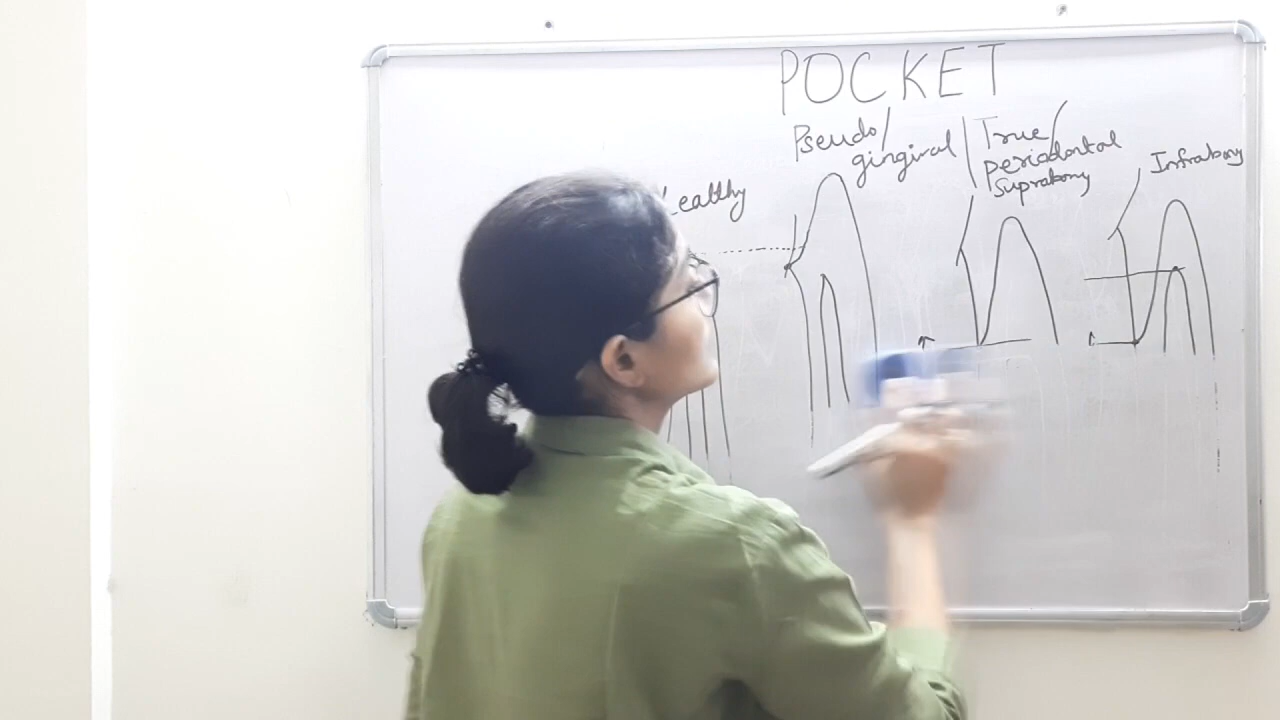 POCKET
Pseudo/
gingival
True/
periodontal
Suprabony
Infrabony
ealthy